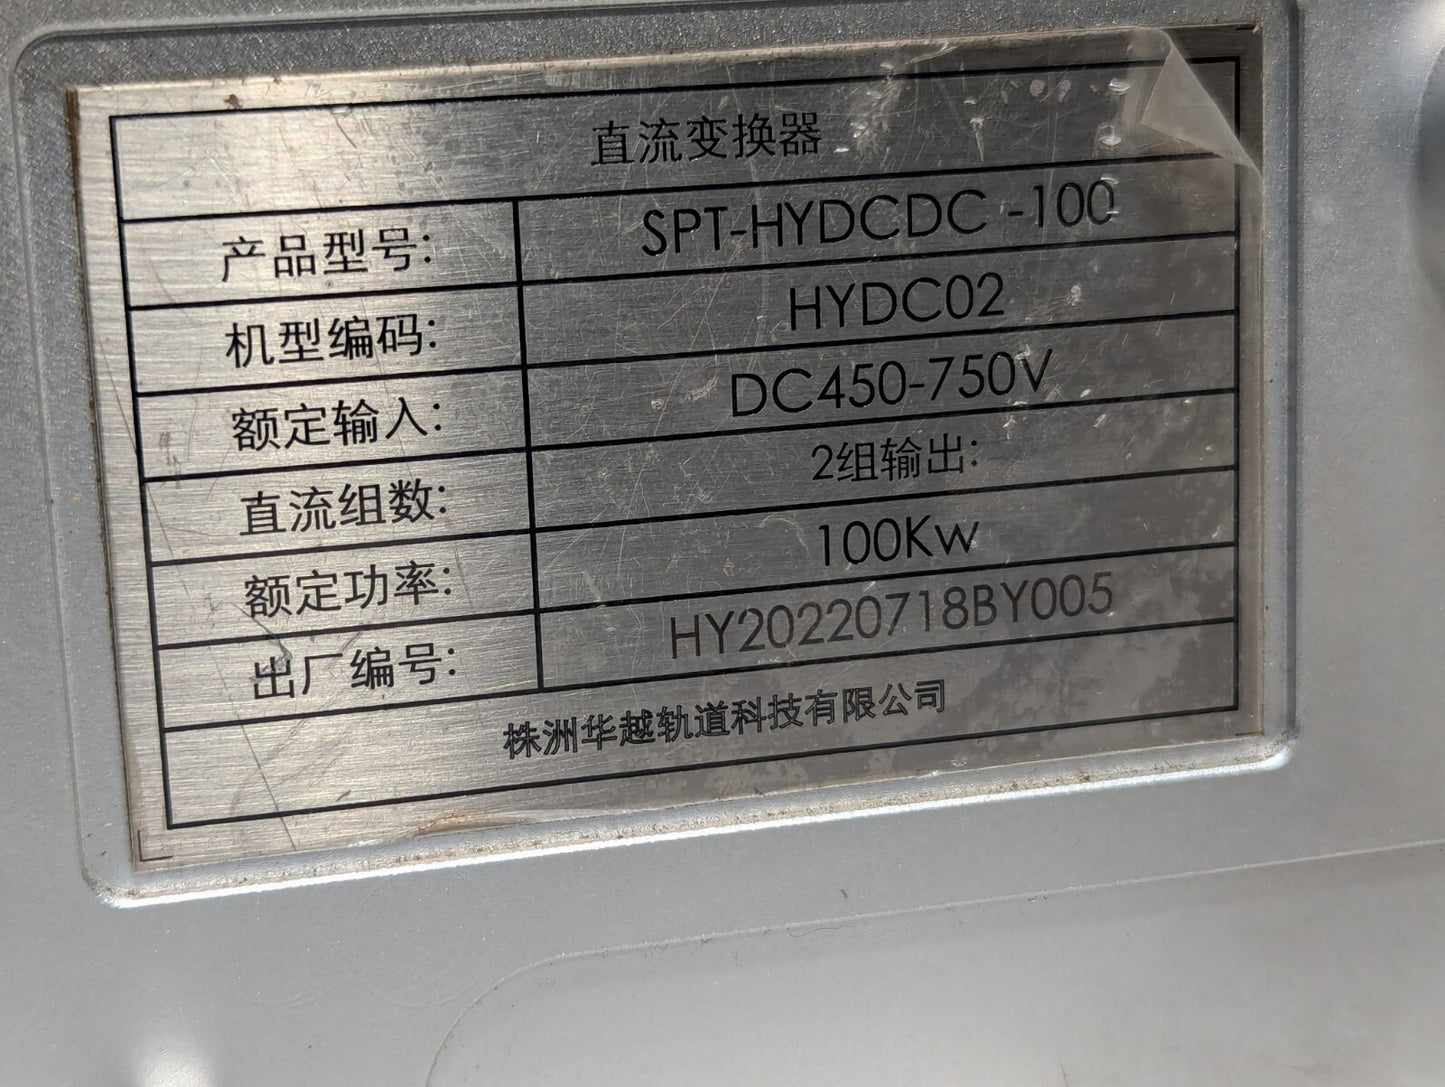 直流变换器
产品型号: SPT-HYDCDC -100
机型编码: HYDC02
额定输入: DC450-750V
直流组数: 2组输出:
额定功率: 100Kw
出厂编号: HY20220718BY005
株洲华越轨道科技有限公司